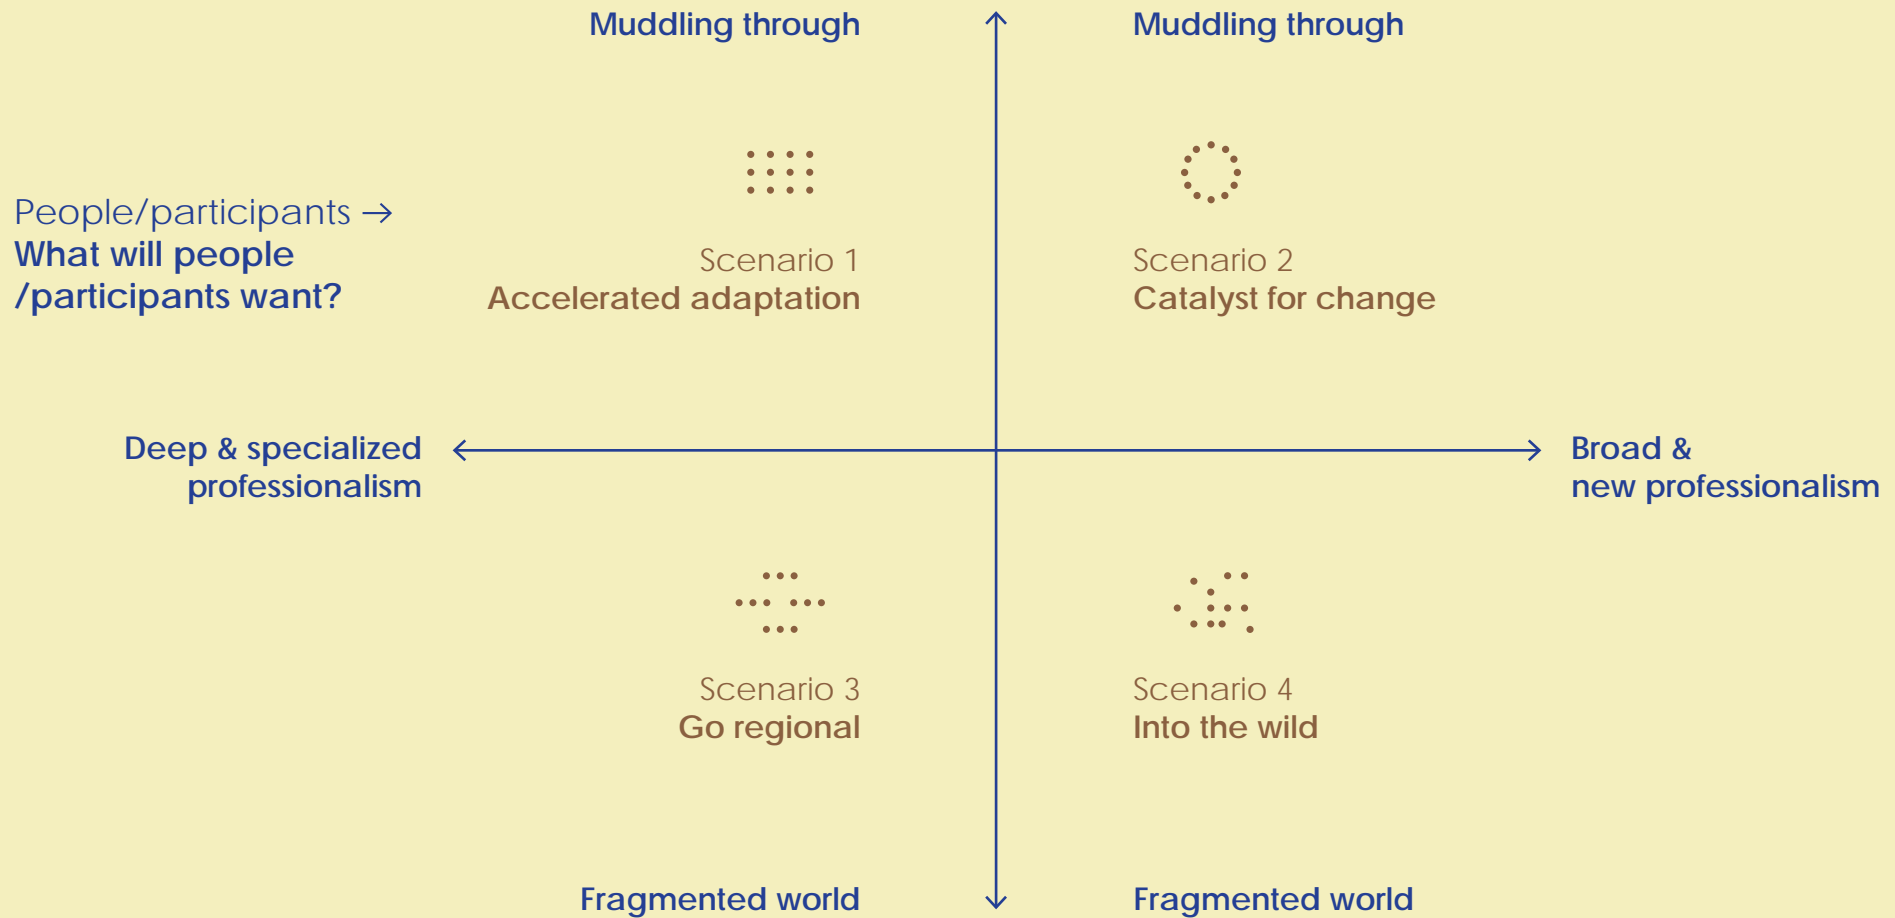 Muddling through
Muddling through
People/participants →
What will people
/participants want?
Scenario 1
Accelerated adaptation
Scenario 2
Catalyst for change
Deep & specialized
professionalism
Broad &
new professionalism
Scenario 3
Go regional
Scenario 4
Into the wild
Fragmented world
Fragmented world